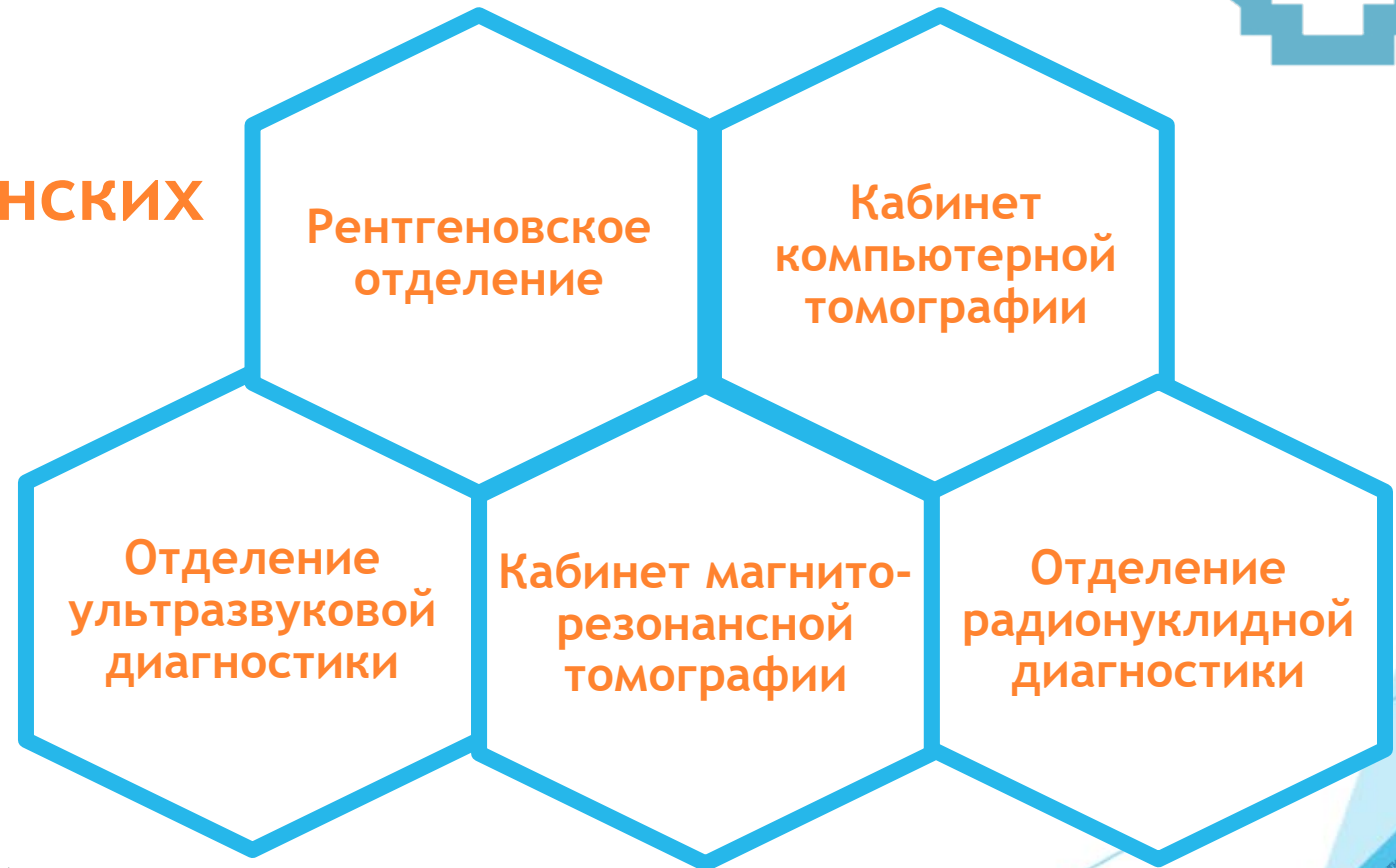 нских
Рентгеновское
отделение
Кабинет
компьютерной
томографии
Отделение
ультразвуковой
диагностики
Кабинет магнито-
резонансной
томографии
Отделение
радионуклидной
диагностики